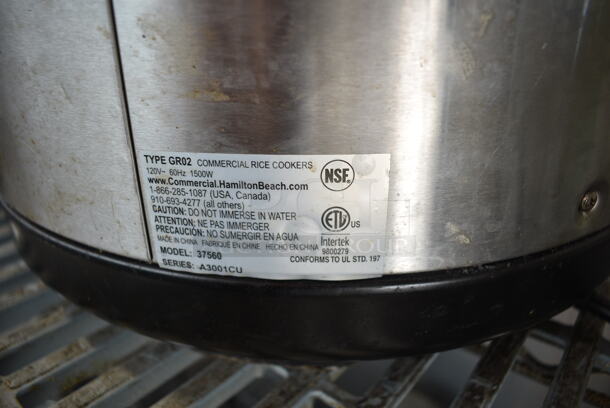 TYPE GR02 COMMERCIAL RICE COOKERS
120V~ 60Hz 1500W
www.Commercial.HamiltonBeach.com
1-866-285-1087 (USA, Canada)
910-693-4277 (all others)
CAUTION: DO NOT IMMERSE IN WATER
ATTENTION: NE PAS IMMERGER
PRECAUCIÓN: NO SUMERGIR EN AGUA
MADE IN CHINA FABRIQUÉ EN CHINE HECHO EN CHINA
MODEL: 37560
SERIES: A3001CU
NSF
ETL US
Intertek
9800279
CONFORMS TO UL STD. 197